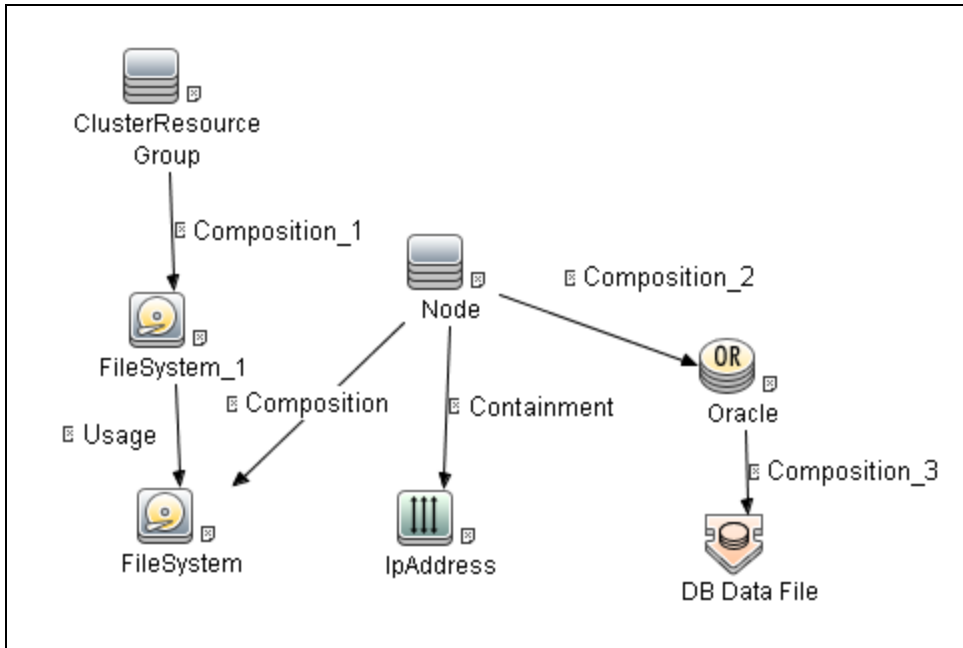 ClusterResource
Group
Composition_1
Node
Composition_2
OR
FileSystem_1
Composition
Containment
Oracle
Usage
Composition_3
FileSystem
IpAddress
DB Data File